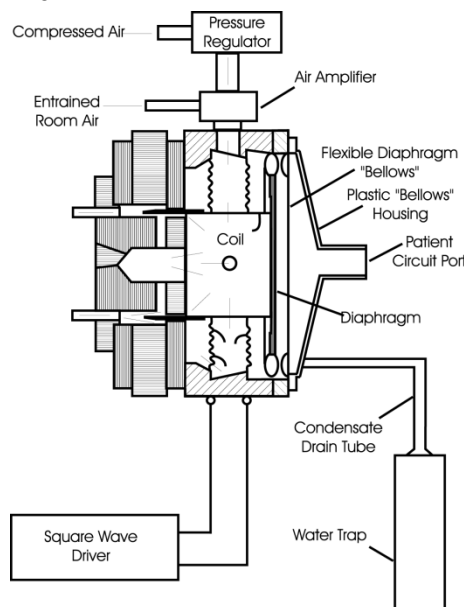 Compressed Air
Pressure
Regulator
Air Amplifier
Entrained
Room Air
Flexible Diaphragm
"Bellows"
Plastic "Bellows"
Housing
Coil
Patient
Circuit Port
Diaphragm
Condensate
Drain Tube
Square Wave
Driver
Water Trap